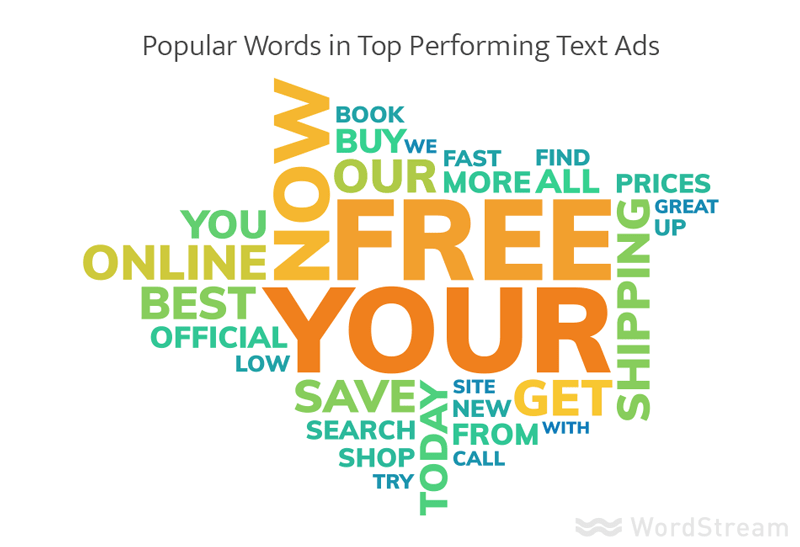 Popular Words in Top Performing Text Ads
NOW
BOOK
BUY WE
OUR
FAST
MORE
FIND
ALL
PRICES
GREAT
UP
YOU
ONLINE
FREE
SHIPPING
BEST
OFFICIAL
LOW
YOUR
SAVE
SEARCH
SHOP
TRY
TODAY
SITE
NEW
GET
FROM
WITH
CALL
WordStream